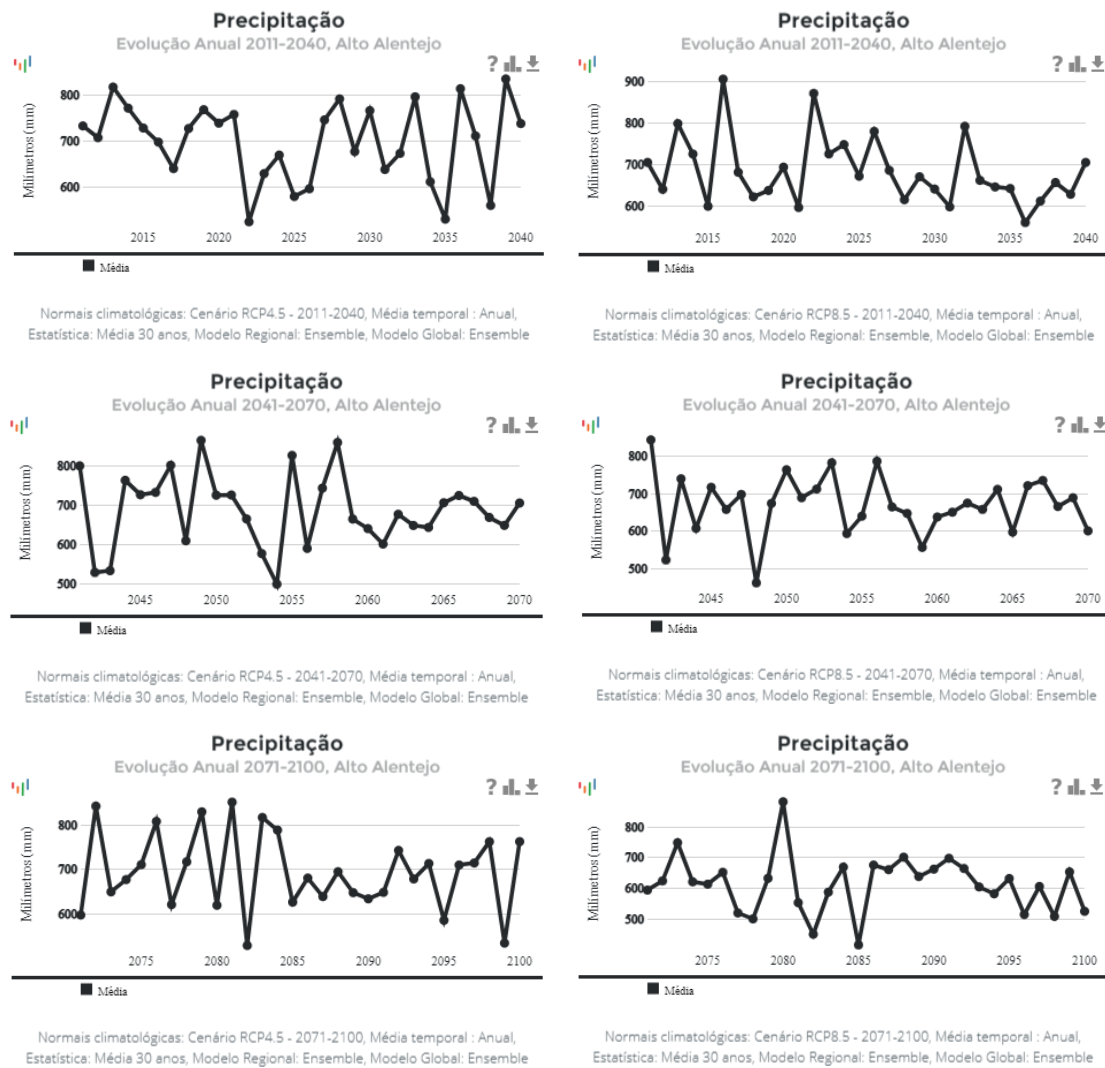 Precipitação
Evolução Anual 2011-2040, Alto Alentejo
?
Milímetros (mm)
800
700
600
2015 2020 2025 2030 2035 2040
Média
Normais climatológicas: Cenário RCP4.5 - 2011-2040, Média temporal : Anual,
Estatística: Média 30 anos, Modelo Regional: Ensemble, Modelo Global: Ensemble
Precipitação
Evolução Anual 2011-2040, Alto Alentejo
?
Milímetros (mm)
900
800
700
600
2015 2020 2025 2030 2035 2040
Média
Normais climatológicas: Cenário RCP8.5 - 2011-2040, Média temporal : Anual,
Estatística: Média 30 anos, Modelo Regional: Ensemble, Modelo Global: Ensemble
Precipitação
Evolução Anual 2041-2070, Alto Alentejo
?
Milímetros (mm)
800
700
600
500
2045 2050 2055 2060 2065 2070
Média
Normais climatológicas: Cenário RCP4.5 - 2041-2070, Média temporal : Anual,
Estatística: Média 30 anos, Modelo Regional: Ensemble, Modelo Global: Ensemble
Precipitação
Evolução Anual 2041-2070, Alto Alentejo
?
Milímetros (mm)
800
700
600
500
2045 2050 2055 2060 2065 2070
Média
Normais climatológicas: Cenário RCP8.5 - 2041-2070, Média temporal : Anual,
Estatística: Média 30 anos, Modelo Regional: Ensemble, Modelo Global: Ensemble
Precipitação
Evolução Anual 2071-2100, Alto Alentejo
?
Milímetros (mm)
800
700
600
2075 2080 2085 2090 2095 2100
Média
Normais climatológicas: Cenário RCP4.5 - 2071-2100, Média temporal : Anual,
Estatística: Média 30 anos, Modelo Regional: Ensemble, Modelo Global: Ensemble
Precipitação
Evolução Anual 2071-2100, Alto Alentejo
?
Milímetros (mm)
800
700
600
500
2075 2080 2085 2090 2095 2100
Média
Normais climatológicas: Cenário RCP8.5 - 2071-2100, Média temporal : Anual,
Estatística: Média 30 anos, Modelo Regional: Ensemble, Modelo Global: Ensemble